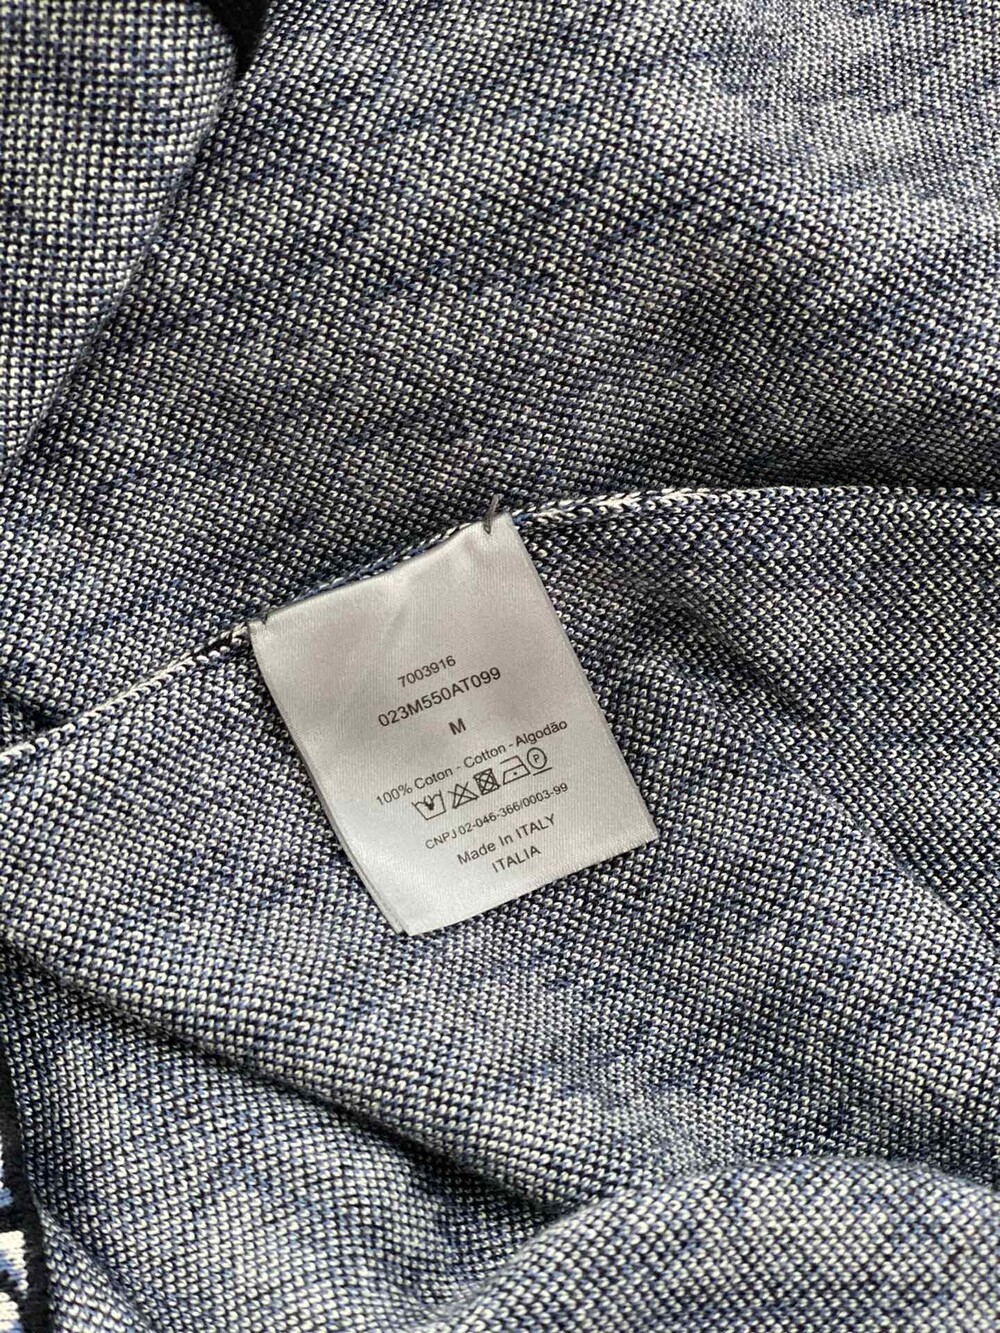 7003916
023M550AT099
M
100% Coton - Cotton - Algodão
P
CNPJ 02-046-366/0003-99
Made In ITALY
ITALIA